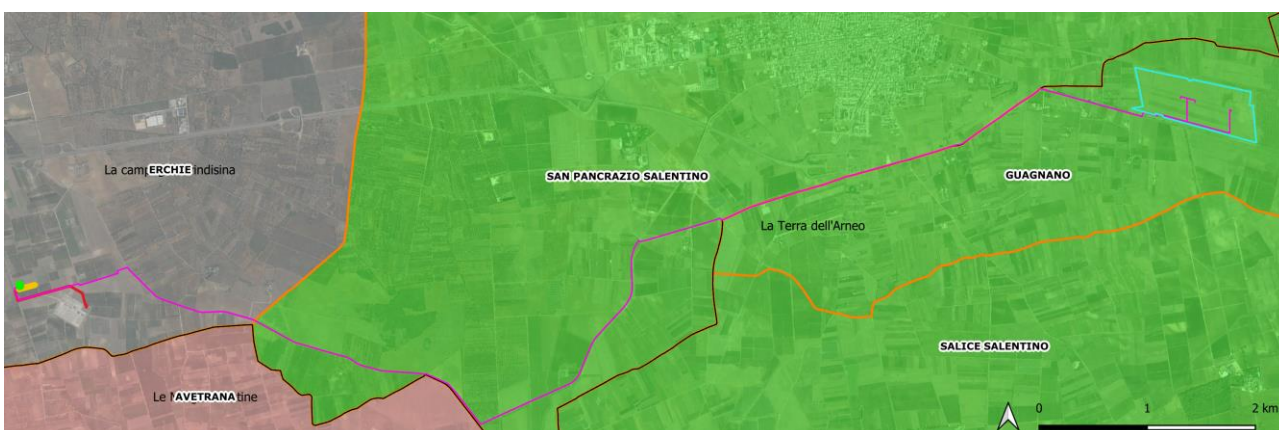 La camp
ERCHIE
indisina
SAN PANCRAZIO SALENTINO
GUAGNANO
La Terra dell'Arneo
SALICE SALENTINO
Le
AVETRANA
tine
0
1
2 km